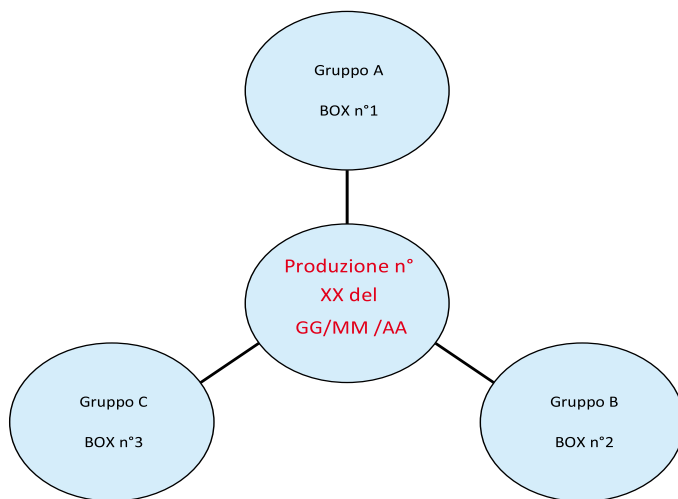 Gruppo A
BOX n°1
Produzione n°
XX del
GG/MM /AA
Gruppo C
BOX n°3
Gruppo B
BOX n°2